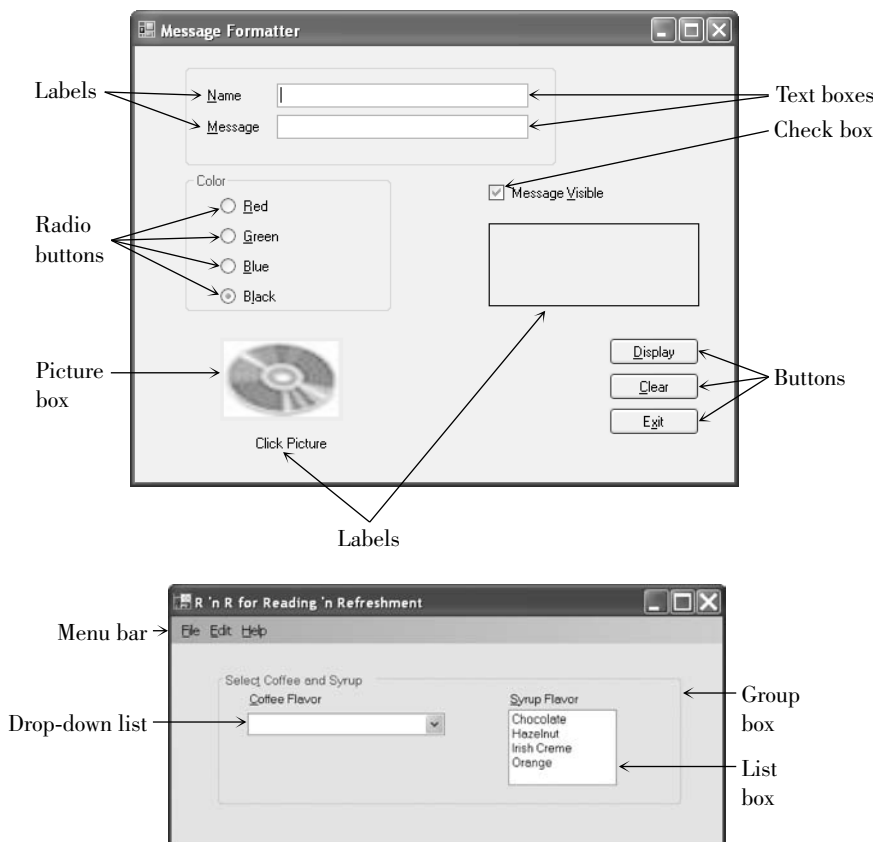 Message Formatter
Labels
Name
Text boxes
Message
Check box
Color
Message Visible
Red
Radio
buttons
Green
Blue
Black
Picture
box
Display
Clear
Buttons
Exit
Click Picture
Labels
R 'n R for Reading 'n Refreshment
Menu bar
File Edit Help
Select Coffee and Syrup
Coffee Flavor
Syrup Flavor
Group
box
Drop-down list
Chocolate
Hazelnut
Irish Creme
Orange
List
box